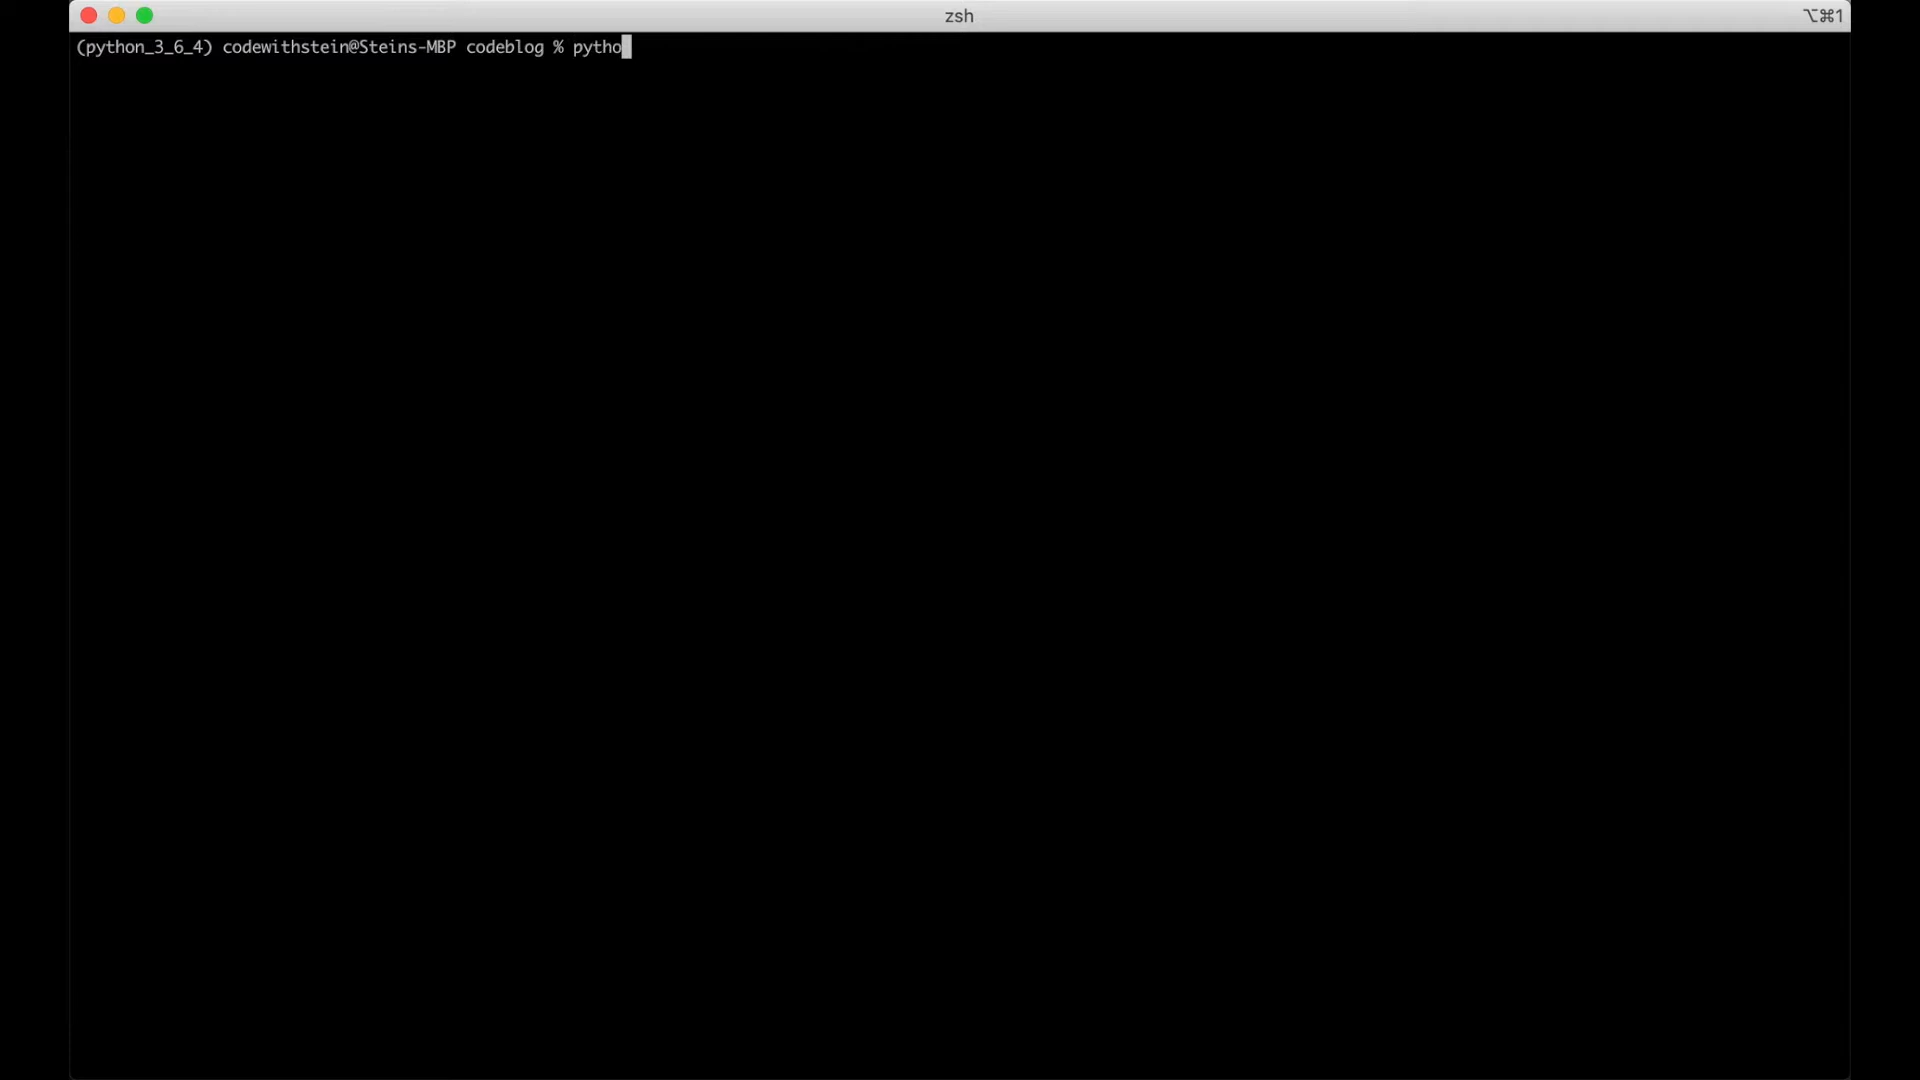 zsh
⌥⌘1
(python_3_6_4) codewithstein@Steins-MBP codeblog % pytho